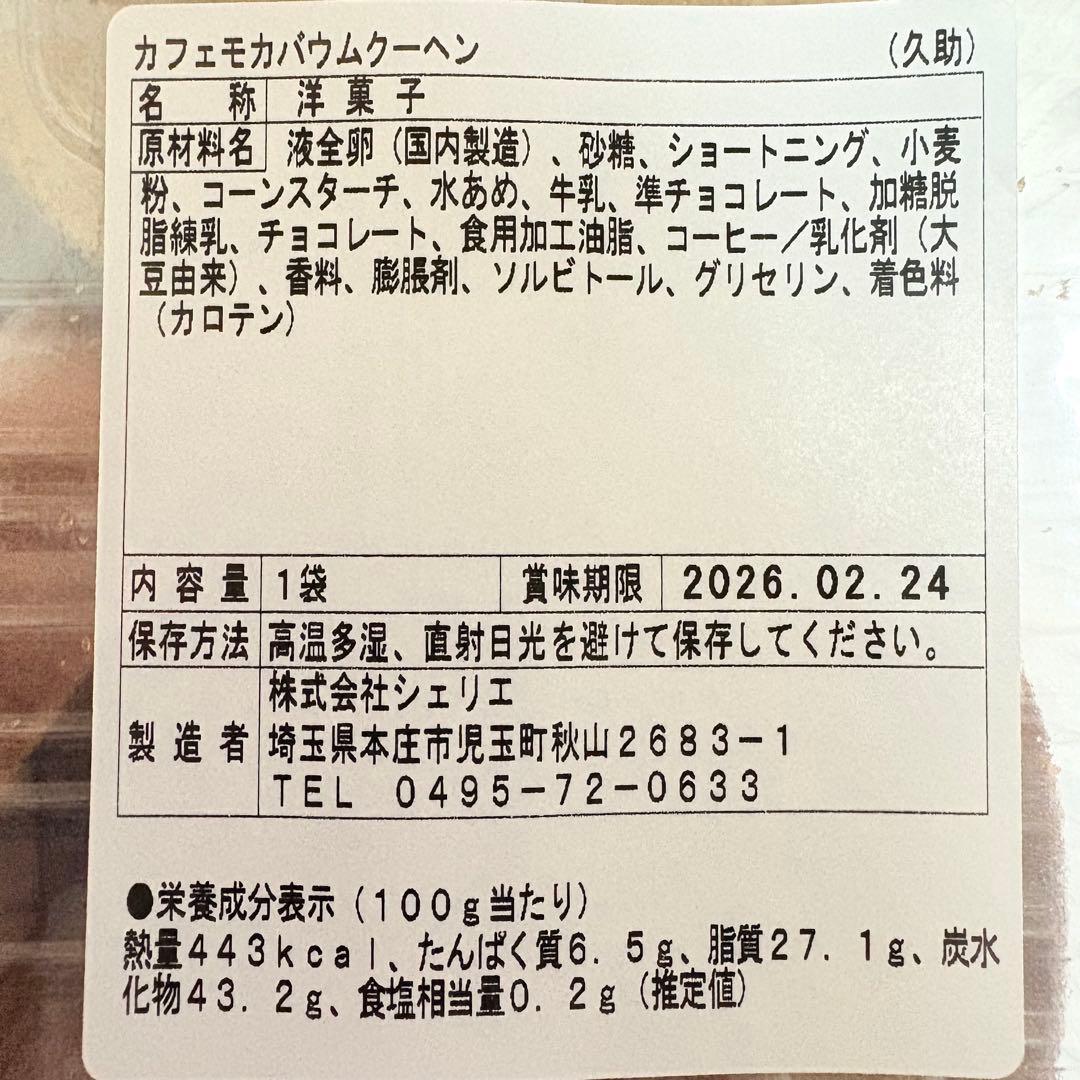 カフェモカバウムクーヘン （久助）
名称 洋菓子
原材料名 液全卵（国内製造）、砂糖、ショートニング、小麦
粉、コーンスターチ、水あめ、牛乳、準チョコレート、加糖脱
脂練乳、チョコレート、食用加工油脂、コーヒー／乳化剤（大
豆由来）、香料、膨脹剤、ソルビトール、グリセリン、着色料
（カロテン）
内容量 1袋 賞味期限 2026.02.24
保存方法 高温多湿、直射日光を避けて保存してください。
株式会社シェリエ
製造者 埼玉県本庄市児玉町秋山２６８３－１
ＴＥＬ ０４９５－７２－０６３３
●栄養成分表示（１００ｇ当たり）
熱量４４３ｋｃａｌ、たんぱく質６．５ｇ、脂質２７．１ｇ、炭水
化物４３．２ｇ、食塩相当量０．２ｇ（推定値）